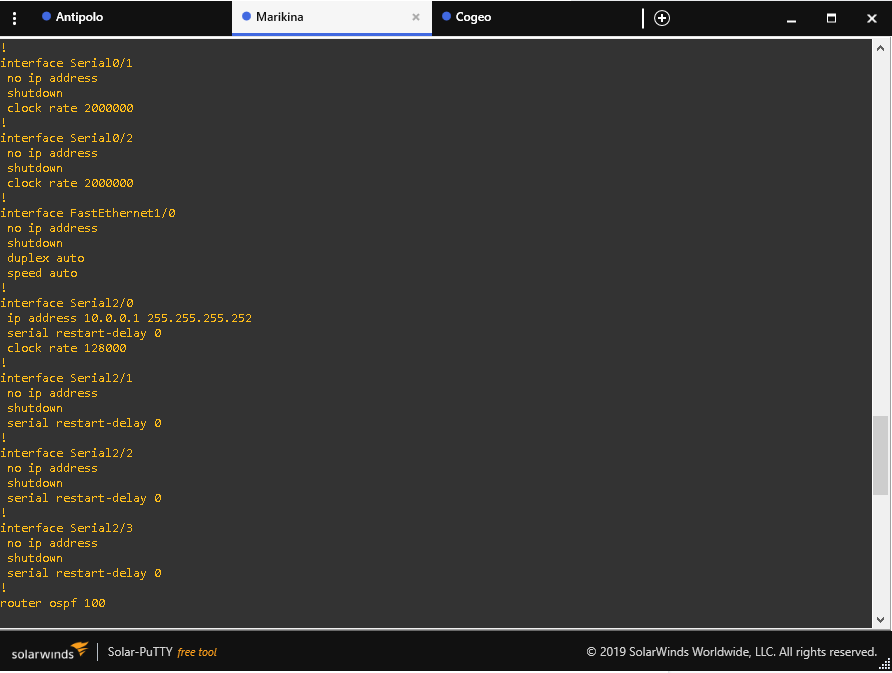 Antipolo
Marikina
Cogeo
!
interface Serial0/1
 no ip address
 shutdown
 clock rate 2000000
!
interface Serial0/2
 no ip address
 shutdown
 clock rate 2000000
!
interface FastEthernet1/0
 no ip address
 shutdown
 duplex auto
 speed auto
!
interface Serial2/0
 ip address 10.0.0.1 255.255.255.252
 serial restart-delay 0
 clock rate 128000
!
interface Serial2/1
 no ip address
 shutdown
 serial restart-delay 0
!
interface Serial2/2
 no ip address
 shutdown
 serial restart-delay 0
!
interface Serial2/3
 no ip address
 shutdown
 serial restart-delay 0
!
router ospf 100
solarwinds
Solar-PuTTY free tool
© 2019 SolarWinds Worldwide, LLC. All rights reserved.